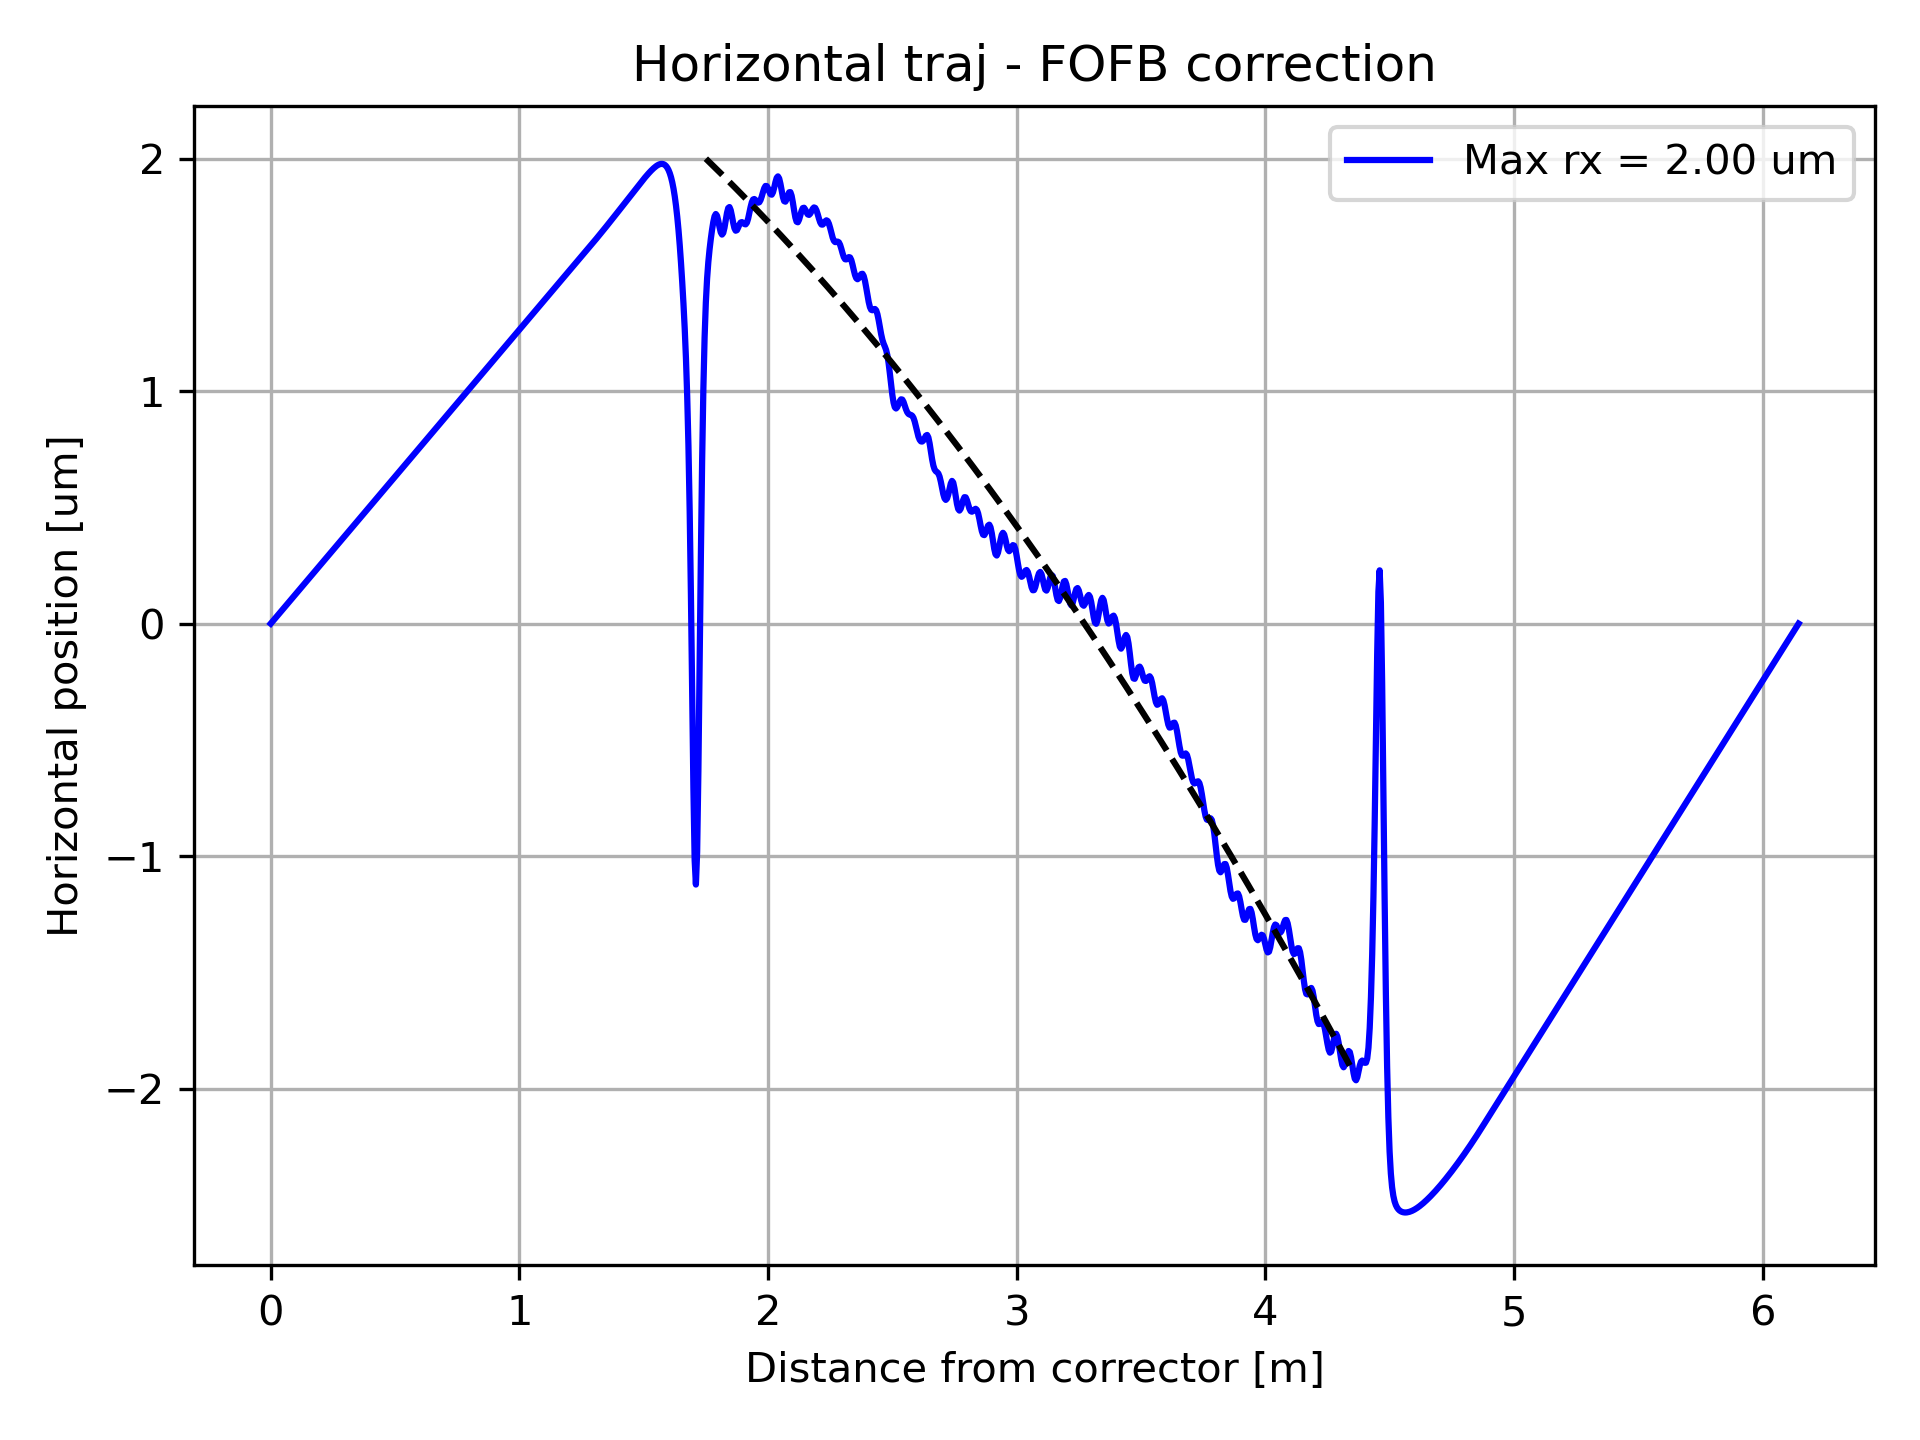 Horizontal traj - FOFB correction
Max rx = 2.00 um
Horizontal position [um]
2
1
0
−1
−2
0 1 2 3 4 5 6
Distance from corrector [m]